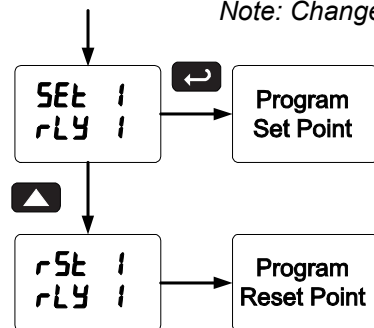 Note: Change
SEt 1
rLY 1
Program
Set Point
rSt 1
rLY 1
Program
Reset Point